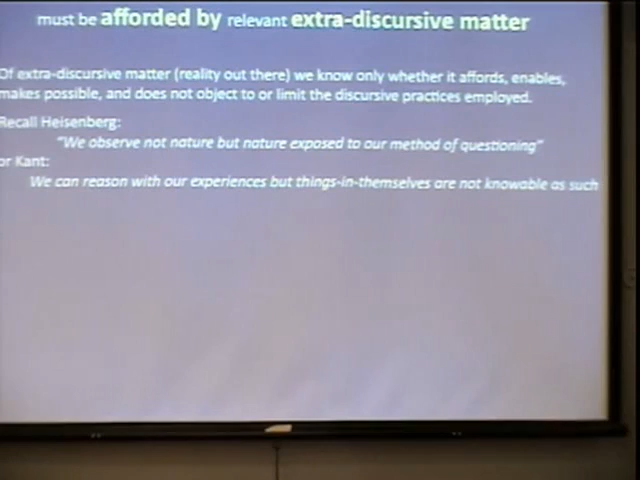 must be afforded by relevant extra-discursive matter
Of extra-discursive matter (reality out there) we know only whether it affords, enables,
makes possible, and does not object to or limit the discursive practices employed.
Recall Heisenberg:
"We observe not nature but nature exposed to our method of questioning"
or Kant:
We can reason with our experiences but things-in-themselves are not knowable as such